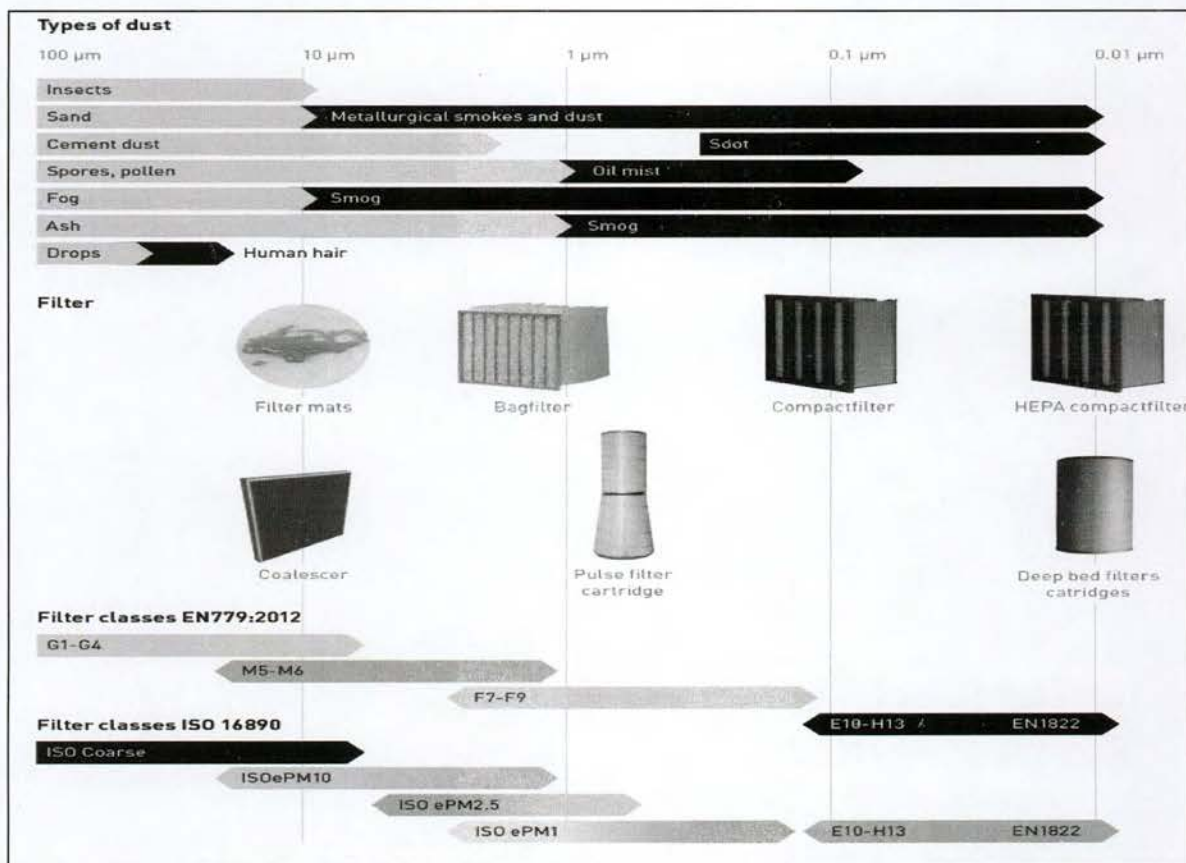 Types of dust
100 µm 10 µm 1 µm 0.1 µm 0.01 µm
Insects
Sand Metallurgical smokes and dust
Cement dust Soot
Spores, pollen Oil mist
Fog Smog
Ash Smog
Drops Human hair
Filter
Filter mats Bagfilter Compactfilter HEPA compactfilter
Coalescer Pulse filter Deep bed filters
cartridge catridges
Filter classes EN779:2012
G1-G4
M5-M6
F7-F9
Filter classes ISO 16890 E10-H13 EN1822
ISO Coarse
ISOePM10
ISO ePM2.5
ISO ePM1 E10-H13 EN1822